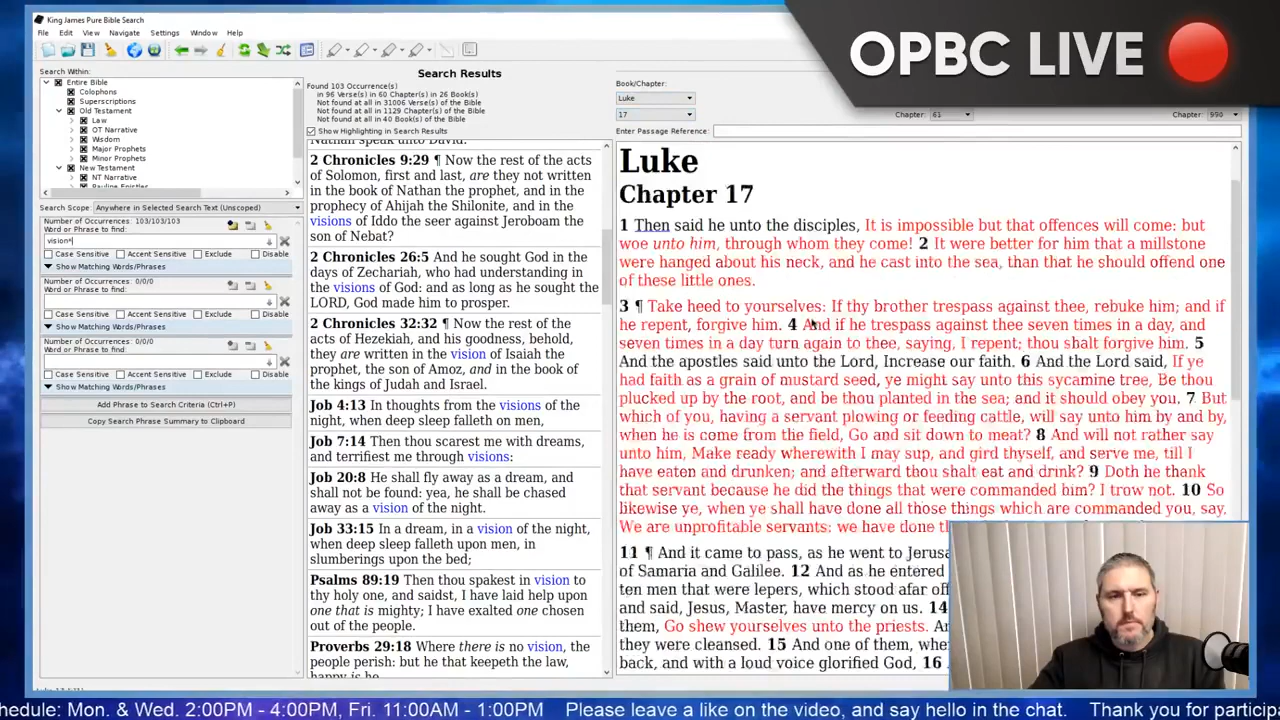 King James Pure Bible Search
File Edit View Navigate Settings Window Help
OPBC LIVE
Search Within:
Entire Bible
Colophons
Superscriptions
Old Testament
Law
OT Narrative
Wisdom
Major Prophets
Minor Prophets
New Testament
NT Narrative
Pauline Epistles
Search Scope: Anywhere in Selected Search Text (Unscoped)
Number of Occurrences: 103/103/103
Word or Phrase to find:
vision*
Case Sensitive Accent Sensitive Exclude Disable
Show Matching Words/Phrases
Number of Occurrences: 0/0/0
Word or Phrase to find:
Case Sensitive Accent Sensitive Exclude Disable
Show Matching Words/Phrases
Number of Occurrences: 0/0/0
Word or Phrase to find:
Case Sensitive Accent Sensitive Exclude Disable
Show Matching Words/Phrases
Add Phrase to Search Criteria (Ctrl+P)
Copy Search Phrase Summary to Clipboard
Search Results
Found 103 Occurrence(s)
in 96 Verse(s) in 60 Chapter(s) in 26 Book(s)
Not found at all in 31006 Verse(s) of the Bible
Not found at all in 1129 Chapter(s) of the Bible
Not found at all in 40 Book(s) of the Bible
Show Highlighting in Search Results
Nathan speak unto David.
2 Chronicles 9:29 ¶ Now the rest of the acts
of Solomon, first and last, are they not written
in the book of Nathan the prophet, and in the
prophecy of Ahijah the Shilonite, and in the
visions of Iddo the seer against Jeroboam the
son of Nebat?
2 Chronicles 26:5 And he sought God in the
days of Zechariah, who had understanding in
the visions of God: and as long as he sought the
LORD, God made him to prosper.
2 Chronicles 32:32 ¶ Now the rest of the
acts of Hezekiah, and his goodness, behold,
they are written in the vision of Isaiah the
prophet, the son of Amoz, and in the book of
the kings of Judah and Israel.
Job 4:13 In thoughts from the visions of the
night, when deep sleep falleth on men,
Job 7:14 Then thou scarest me with dreams,
and terrifiest me through visions:
Job 20:8 He shall fly away as a dream, and
shall not be found: yea, he shall be chased
away as a vision of the night.
Job 33:15 In a dream, in a vision of the night,
when deep sleep falleth upon men, in
slumberings upon the bed;
Psalms 89:19 Then thou spakest in vision to
thy holy one, and saidst, I have laid help upon
one that is mighty; I have exalted one chosen
out of the people.
Proverbs 29:18 Where there is no vision, the
people perish: but he that keepeth the law,
happy is he.
Book/Chapter:
Luke
17
Chapter: 61
Chapter: 990
Enter Passage Reference:
Luke
Chapter 17
1 Then said he unto the disciples, It is impossible but that offences will come: but
woe unto him, through whom they come! 2 It were better for him that a millstone
were hanged about his neck, and he cast into the sea, than that he should offend one
of these little ones.
3 ¶ Take heed to yourselves: If thy brother trespass against thee, rebuke him; and if
he repent, forgive him. 4 And if he trespass against thee seven times in a day, and
seven times in a day turn again to thee, saying, I repent; thou shalt forgive him. 5
And the apostles said unto the Lord, Increase our faith. 6 And the Lord said, If ye
had faith as a grain of mustard seed, ye might say unto this sycamine tree, Be thou
plucked up by the root, and be thou planted in the sea; and it should obey you. 7 But
which of you, having a servant plowing or feeding cattle, will say unto him by and by,
when he is come from the field, Go and sit down to meat? 8 And will not rather say
unto him, Make ready wherewith I may sup, and gird thyself, and serve me, till I
have eaten and drunken; and afterward thou shalt eat and drink? 9 Doth he thank
that servant because he did the things that were commanded him? I trow not. 10 So
likewise ye, when ye shall have done all those things which are commanded you, say,
We are unprofitable servants: we have done th
11 ¶ And it came to pass, as he went to Jerusa
of Samaria and Galilee. 12 And as he entered
ten men that were lepers, which stood afar off
and said, Jesus, Master, have mercy on us. 14
them, Go shew yourselves unto the priests. An
they were cleansed. 15 And one of them, whe
back, and with a loud voice glorified God, 16
hedule: Mon. & Wed. 2:00PM - 4:00PM, Fri. 11:00AM - 1:00PM Please leave a like on the video, and say hello in the chat. Thank you for particip